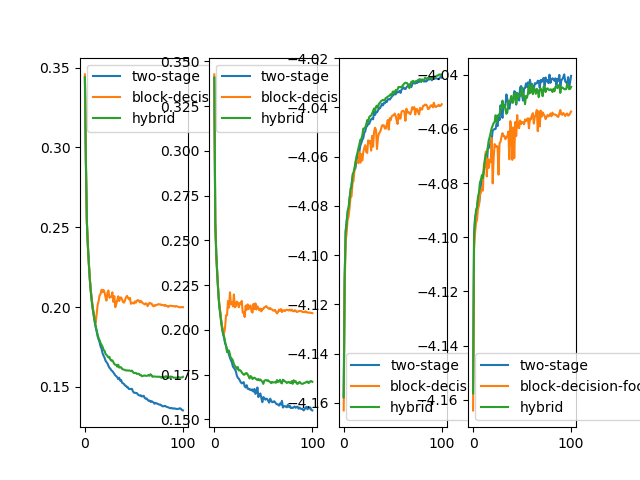 0.35
0.30
0.25
0.20
0.15
0 100
two-stage
block-decis
hybrid
0.350
0.325
0.300
0.275
0.250
0.225
0.200
0.175
0.150
0 100
two-stage
block-decis
hybrid
−4.02
−4.04
−4.06
−4.08
−4.10
−4.12
−4.14
−4.16
0 100
two-stage
block-decis
hybrid
−4.04
−4.06
−4.08
−4.10
−4.12
−4.14
−4.16
0 100
two-stage
block-decision-foc
hybrid